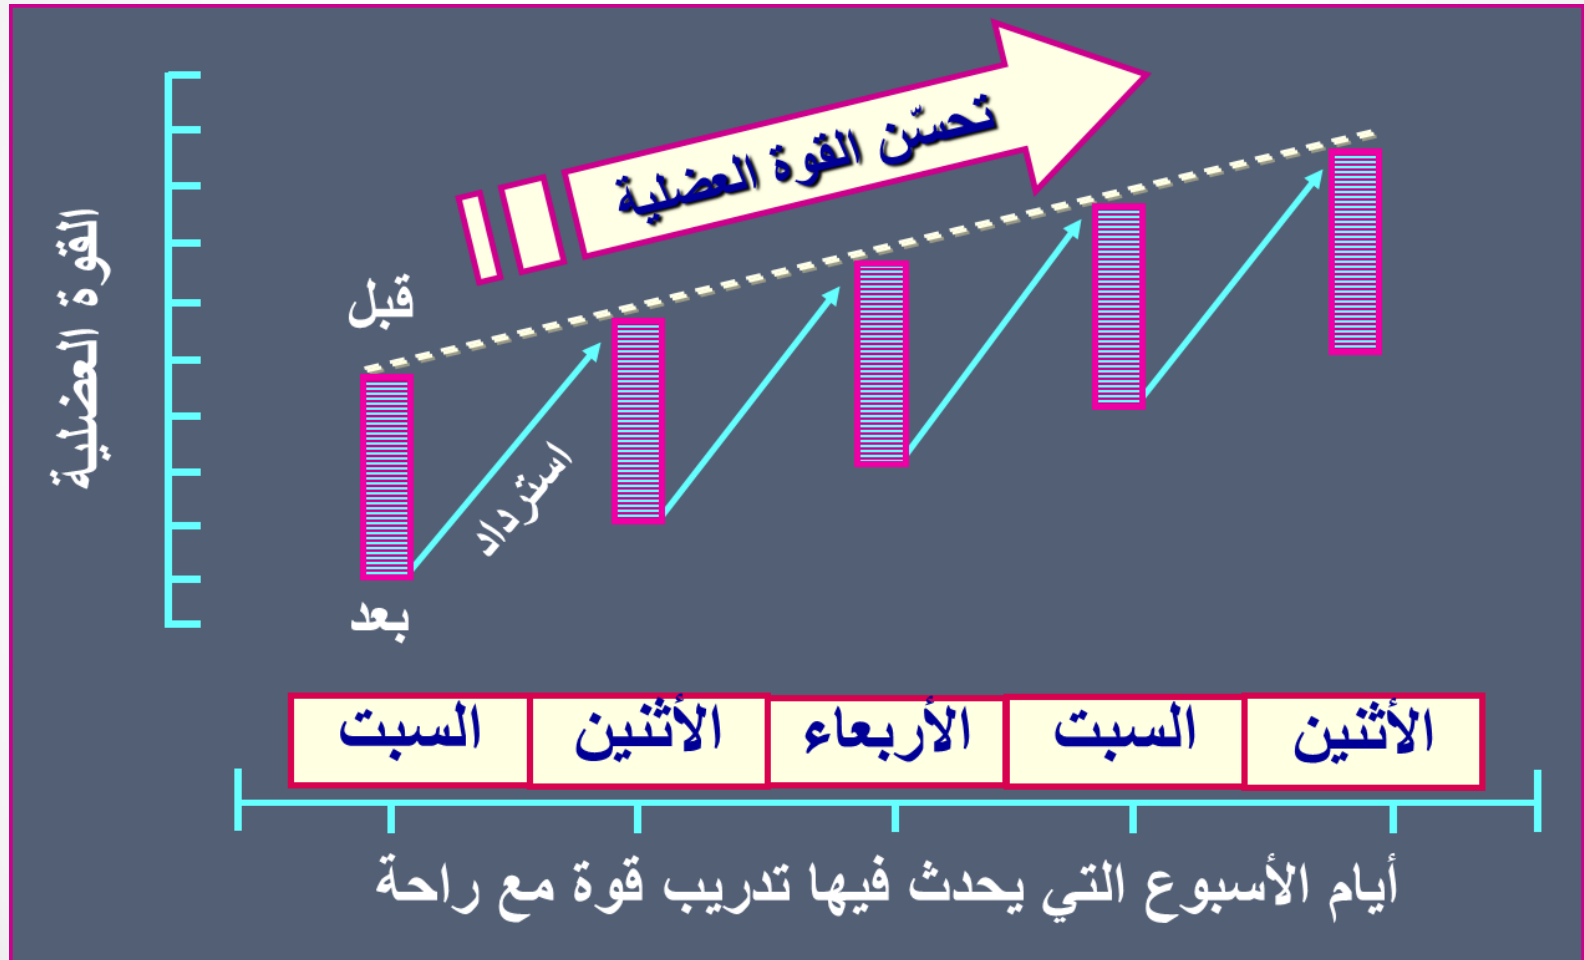 تحسّن القوة العضلية
القوة العضلية
قبل
استرداد
بعد
السبت
الأثنين
الأربعاء
السبت
الأثنين
أيام الأسبوع التي يحدث فيها تدريب قوة مع راحة